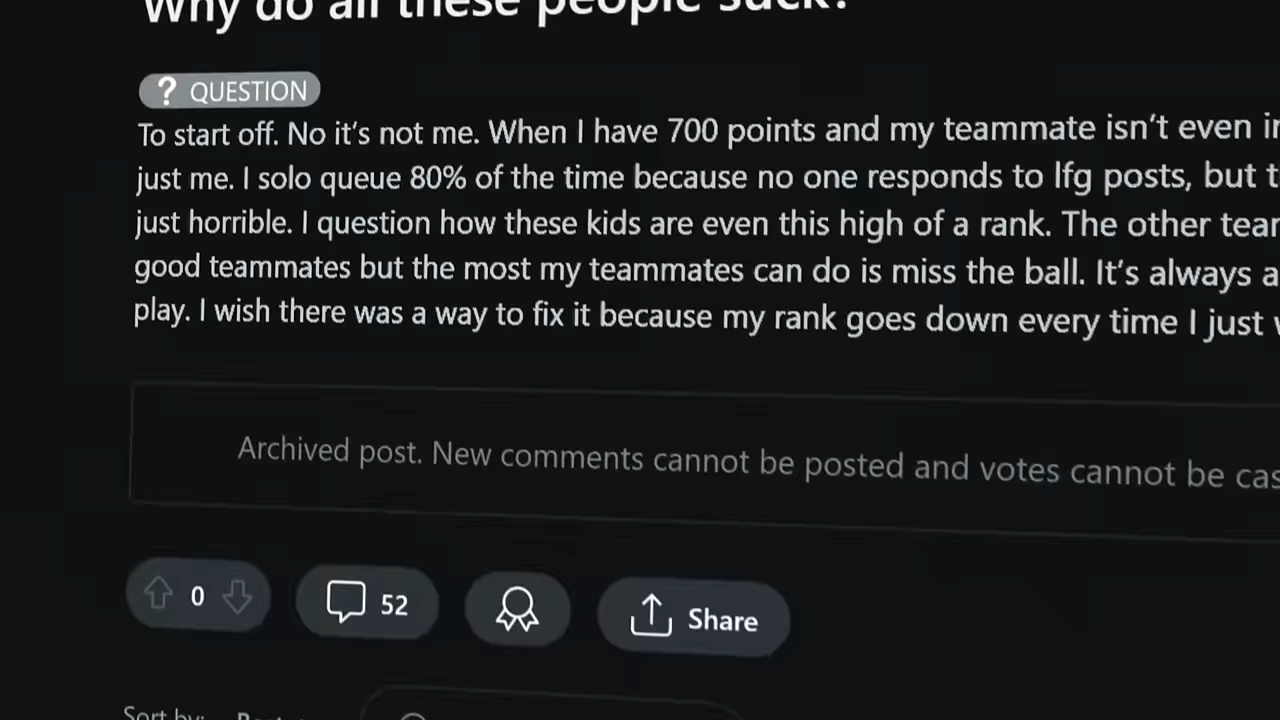 Why do all these people suck?
? QUESTION
To start off. No it's not me. When I have 700 points and my teammate isn't even
just me. I solo queue 80% of the time because no one responds to lfg posts, but
just horrible. I question how these kids are even this high of a rank. The other
good teammates but the most my teammates can do is miss the ball. It's always a
play. I wish there was a way to fix it because my rank goes down every time I just
Archived post. New comments cannot be posted and votes cannot be
0
52
Share
Sort by: